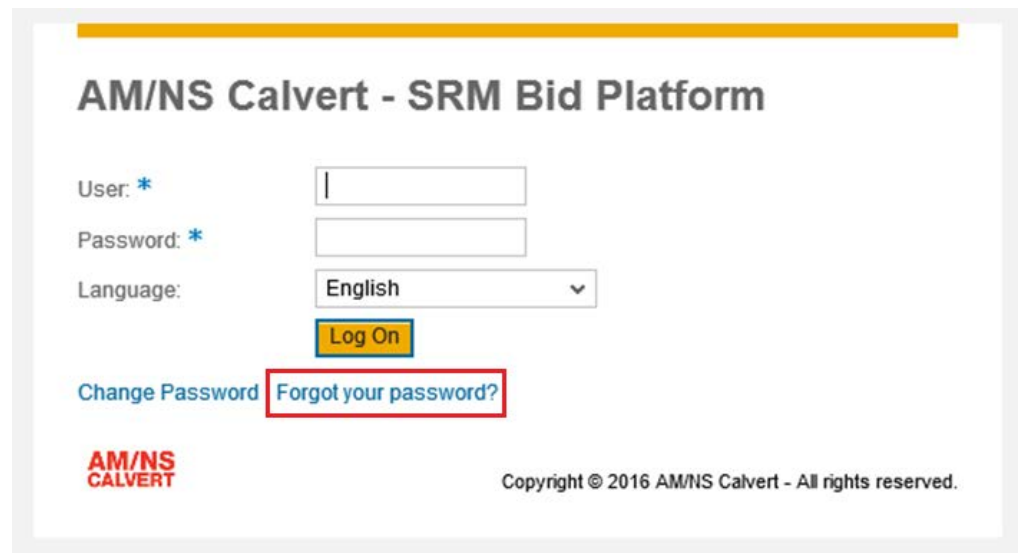 AM/NS Calvert - SRM Bid Platform
User: *
Password: *
Language: English
Log On
Change Password Forgot your password?
AM/NS
CALVERT
Copyright © 2016 AM/NS Calvert - All rights reserved.